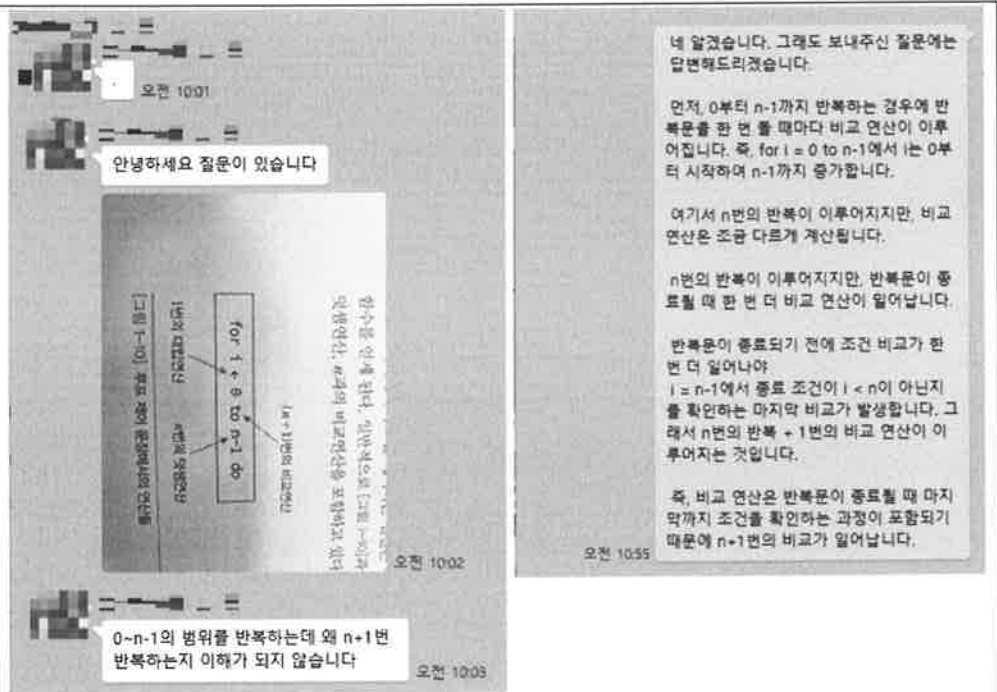 .
오전 10:01
안녕하세요 질문이 있습니다
함수를 얻게 된다. 일반적으로 [그림 1-10]과
덧셈연산, n과의 비교연산을 포함하고 있다
(n+1)번의 비교연산
for i ← 0 to n-1 do
1번의 대입연산
n번의 덧셈연산
[그림 1-10] 루프 제어 문장에서의 연산들
오전 10:02
0~n-1의 범위를 반복하는데 왜 n+1번
반복하는지 이해가 되지 않습니다
오전 10:03
네 알겠습니다. 그래도 보내주신 질문에는
답변해드리겠습니다.
먼저, 0부터 n-1까지 반복하는 경우에 반
복문을 한 번 돌 때마다 비교 연산이 이루
어집니다. 즉, for i = 0 to n-1에서 i는 0부
터 시작하여 n-1까지 증가합니다.
여기서 n번의 반복이 이루어지지만, 비교
연산은 조금 다르게 계산됩니다.
n번의 반복이 이루어지지만, 반복문이 종
료될 때 한 번 더 비교 연산이 일어납니다.
반복문이 종료되기 전에 조건 비교가 한
번 더 일어나야
i = n-1에서 종료 조건이 i < n이 아닌지
를 확인하는 마지막 비교가 발생합니다. 그
래서 n번의 반복 + 1번의 비교 연산이 이
루어지는 것입니다.
즉, 비교 연산은 반복문이 종료될 때 마지
막까지 조건을 확인하는 과정이 포함되기
때문에 n+1번의 비교가 일어납니다.
오전 10:55